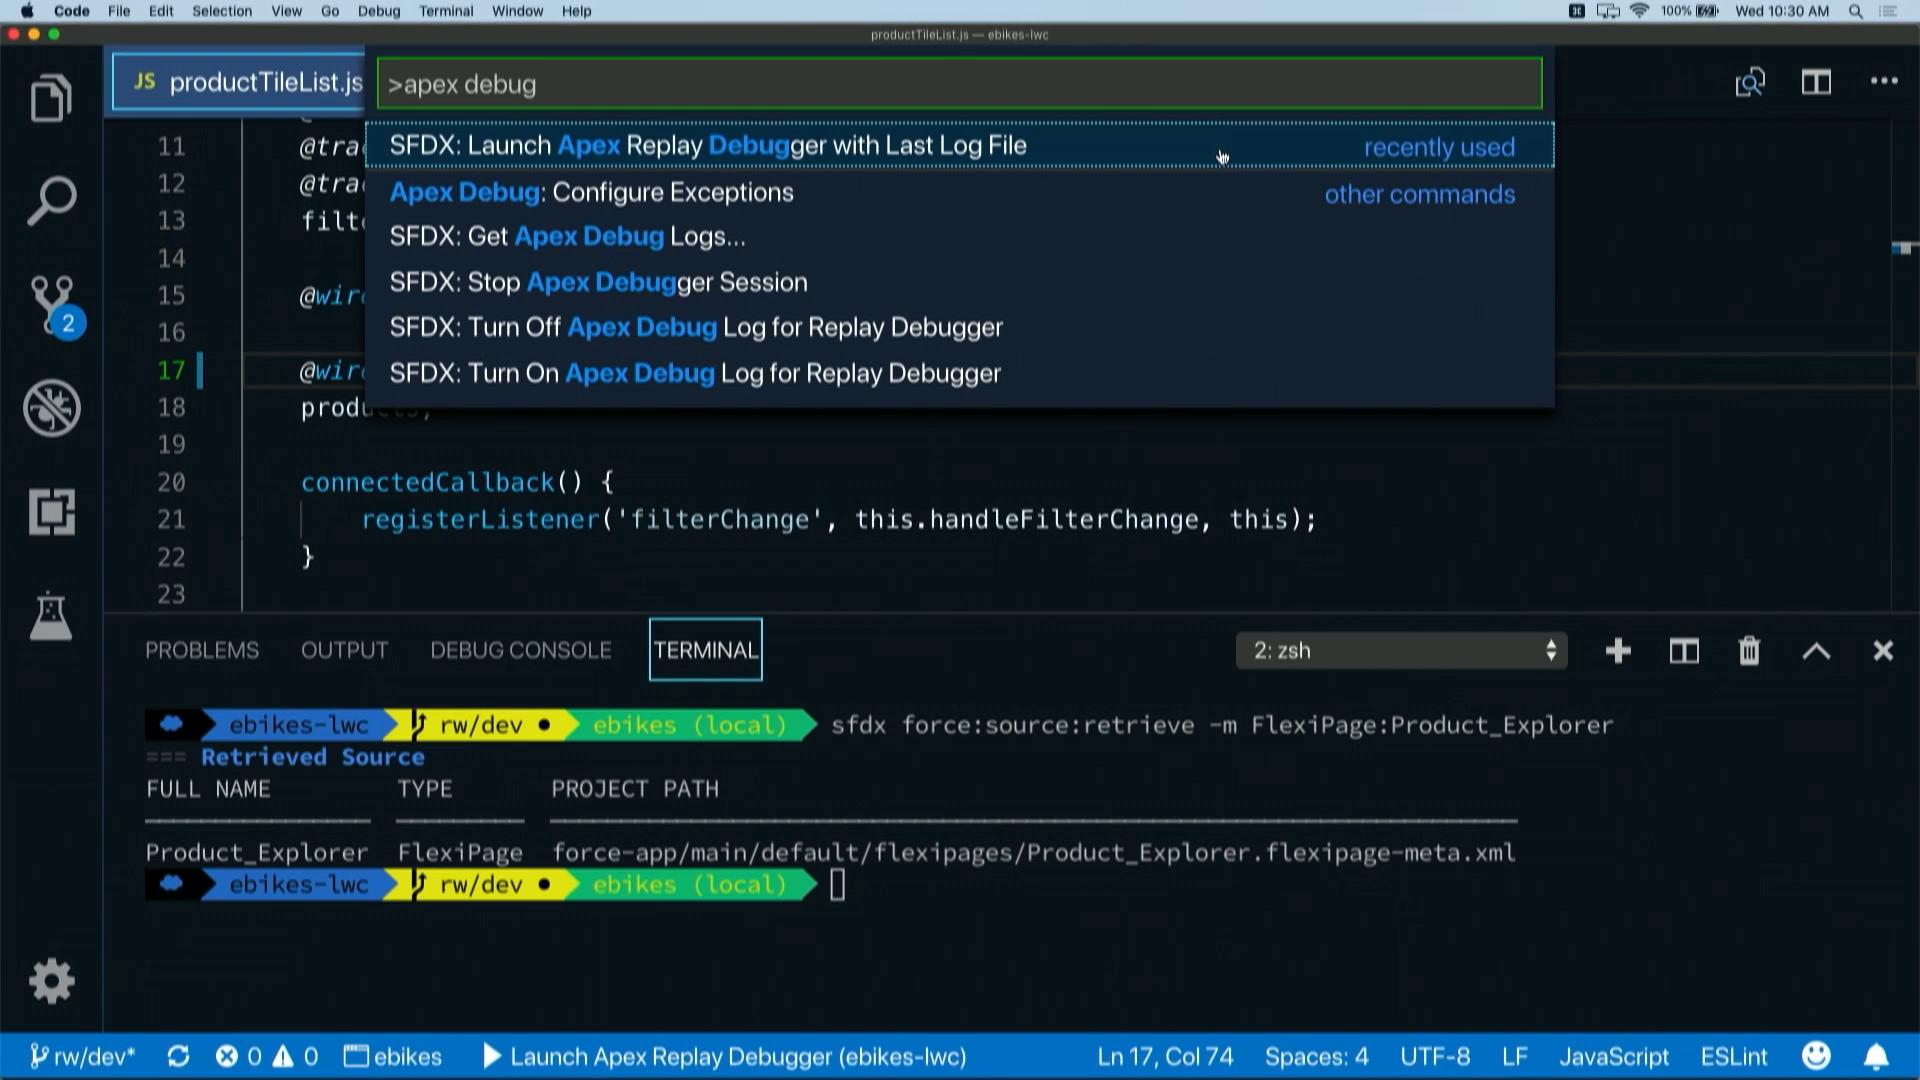 Code File Edit Selection View Go Debug Terminal Window Help 100% Wed 10:30 AM
productTileList.js — ebikes-lwc
JS productTileList.js
>apex debug
SFDX: Launch Apex Replay Debugger with Last Log File recently used
Apex Debug: Configure Exceptions other commands
SFDX: Get Apex Debug Logs...
SFDX: Stop Apex Debugger Session
SFDX: Turn Off Apex Debug Log for Replay Debugger
SFDX: Turn On Apex Debug Log for Replay Debugger
11 @tra
12 @tra
13 filt
14
15 @wir
16
17 @wir
18 products;
19
20 connectedCallback() {
21 registerListener('filterChange', this.handleFilterChange, this);
22 }
23
2
PROBLEMS OUTPUT DEBUG CONSOLE TERMINAL 2: zsh
ebikes-lwc rw/dev ● ebikes (local) sfdx force:source:retrieve -m FlexiPage:Product_Explorer
=== Retrieved Source
FULL NAME TYPE PROJECT PATH
Product_Explorer FlexiPage force-app/main/default/flexipages/Product_Explorer.flexipage-meta.xml
ebikes-lwc rw/dev ● ebikes (local)
rw/dev* 0 0 ebikes Launch Apex Replay Debugger (ebikes-lwc) Ln 17, Col 74 Spaces: 4 UTF-8 LF JavaScript ESLint